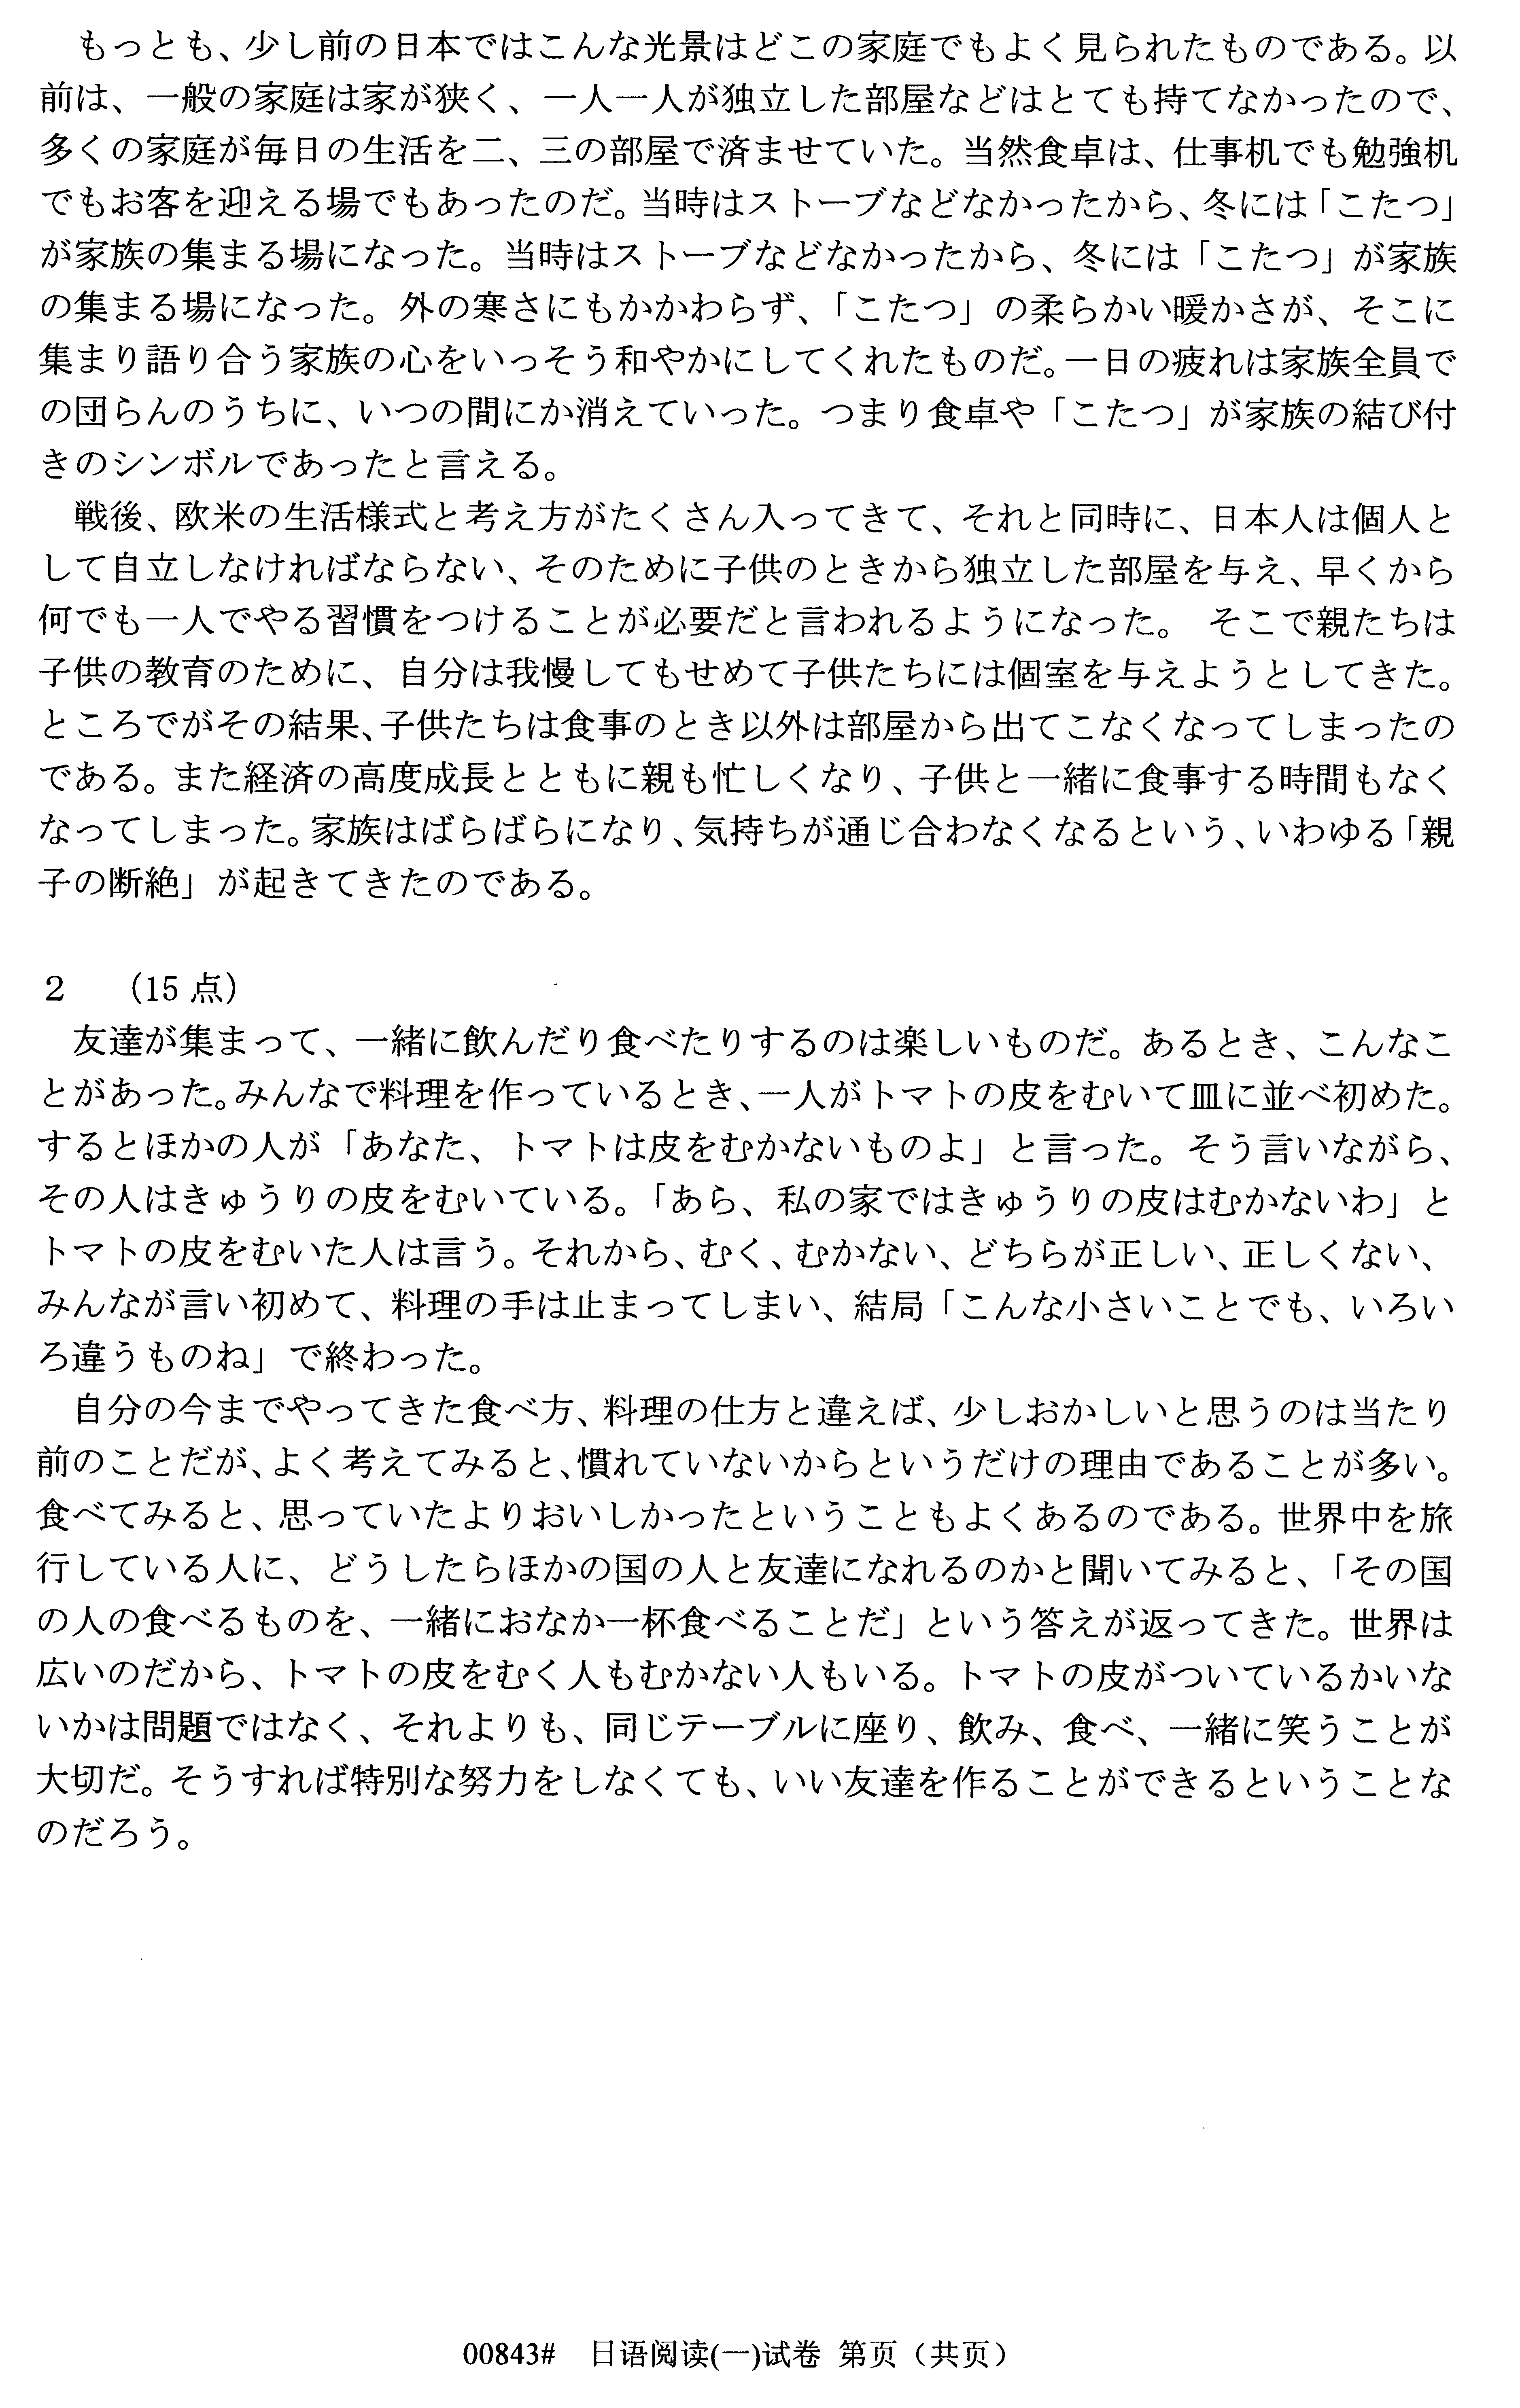 もっとも、少し前の日本ではこんな光景はどこの家庭でもよく見られたものである。以
前は、一般の家庭は家が狭く、一人一人が独立した部屋などはとても持てなかったので、
多くの家庭が毎日の生活を二、三の部屋で済ませていた。当然食卓は、仕事机でも勉強机
でもお客を迎える場でもあったのだ。当時はストーブなどなかったから、冬には「こたつ」
が家族の集まる場になった。当時はストーブなどなかったから、冬には「こたつ」が家族
の集まる場になった。外の寒さにもかかわらず、「こたつ」の柔らかい暖かさが、そこに
集まり語り合う家族の心をいっそう和やかにしてくれたものだ。一日の疲れは家族全員で
の団らんのうちに、いつの間にか消えていった。つまり食卓や「こたつ」が家族の結び付
きのシンボルであったと言える。
戦後、欧米の生活様式と考え方がたくさん入ってきて、それと同時に、日本人は個人と
して自立しなければならない、そのために子供のときから独立した部屋を与え、早くから
何でも一人でやる習慣をつけることが必要だと言われるようになった。 そこで親たちは
子供の教育のために、自分は我慢してもせめて子供たちには個室を与えようとしてきた。
ところでがその結果、子供たちは食事のとき以外は部屋から出てこなくなってしまったの
である。また経済の高度成長とともに親も忙しくなり、子供と一緒に食事する時間もなく
なってしまった。家族はばらばらになり、気持ちが通じ合わなくなるという、いわゆる「親
子の断絶」が起きてきたのである。
2 （15 点）
友達が集まって、一緒に飲んだり食べたりするのは楽しいものだ。あるとき、こんなこ
とがあった。みんなで料理を作っているとき、一人がトマトの皮をむいて皿に並べ初めた。
するとほかの人が「あなた、トマトは皮をむかないものよ」と言った。そう言いながら、
その人はきゅうりの皮をむいている。「あら、私の家ではきゅうりの皮はむかないわ」と
トマトの皮をむいた人は言う。それから、むく、むかない、どちらが正しい、正しくない、
みんなが言い初めて、料理の手は止まってしまい、結局「こんな小さいことでも、いろい
ろ違うものね」で終わった。
自分の今までやってきた食べ方、料理の仕方と違えば、少しおかしいと思うのは当たり
前のことだが、よく考えてみると、慣れていないからというだけの理由であることが多い。
食べてみると、思っていたよりおいしかったということもよくあるのである。世界中を旅
行している人に、どうしたらほかの国の人と友達になれるのかと聞いてみると、「その国
の人の食べるものを、一緒におなか一杯食べることだ」という答えが返ってきた。世界は
広いのだから、トマトの皮をむく人もむかない人もいる。トマトの皮がついているかいな
いかは問題ではなく、それよりも、同じテーブルに座り、飲み、食べ、一緒に笑うことが
大切だ。そうすれば特別な努力をしなくても、いい友達を作ることができるということな
のだろう。
00843# 日语阅读(一)试卷 第页（共页）